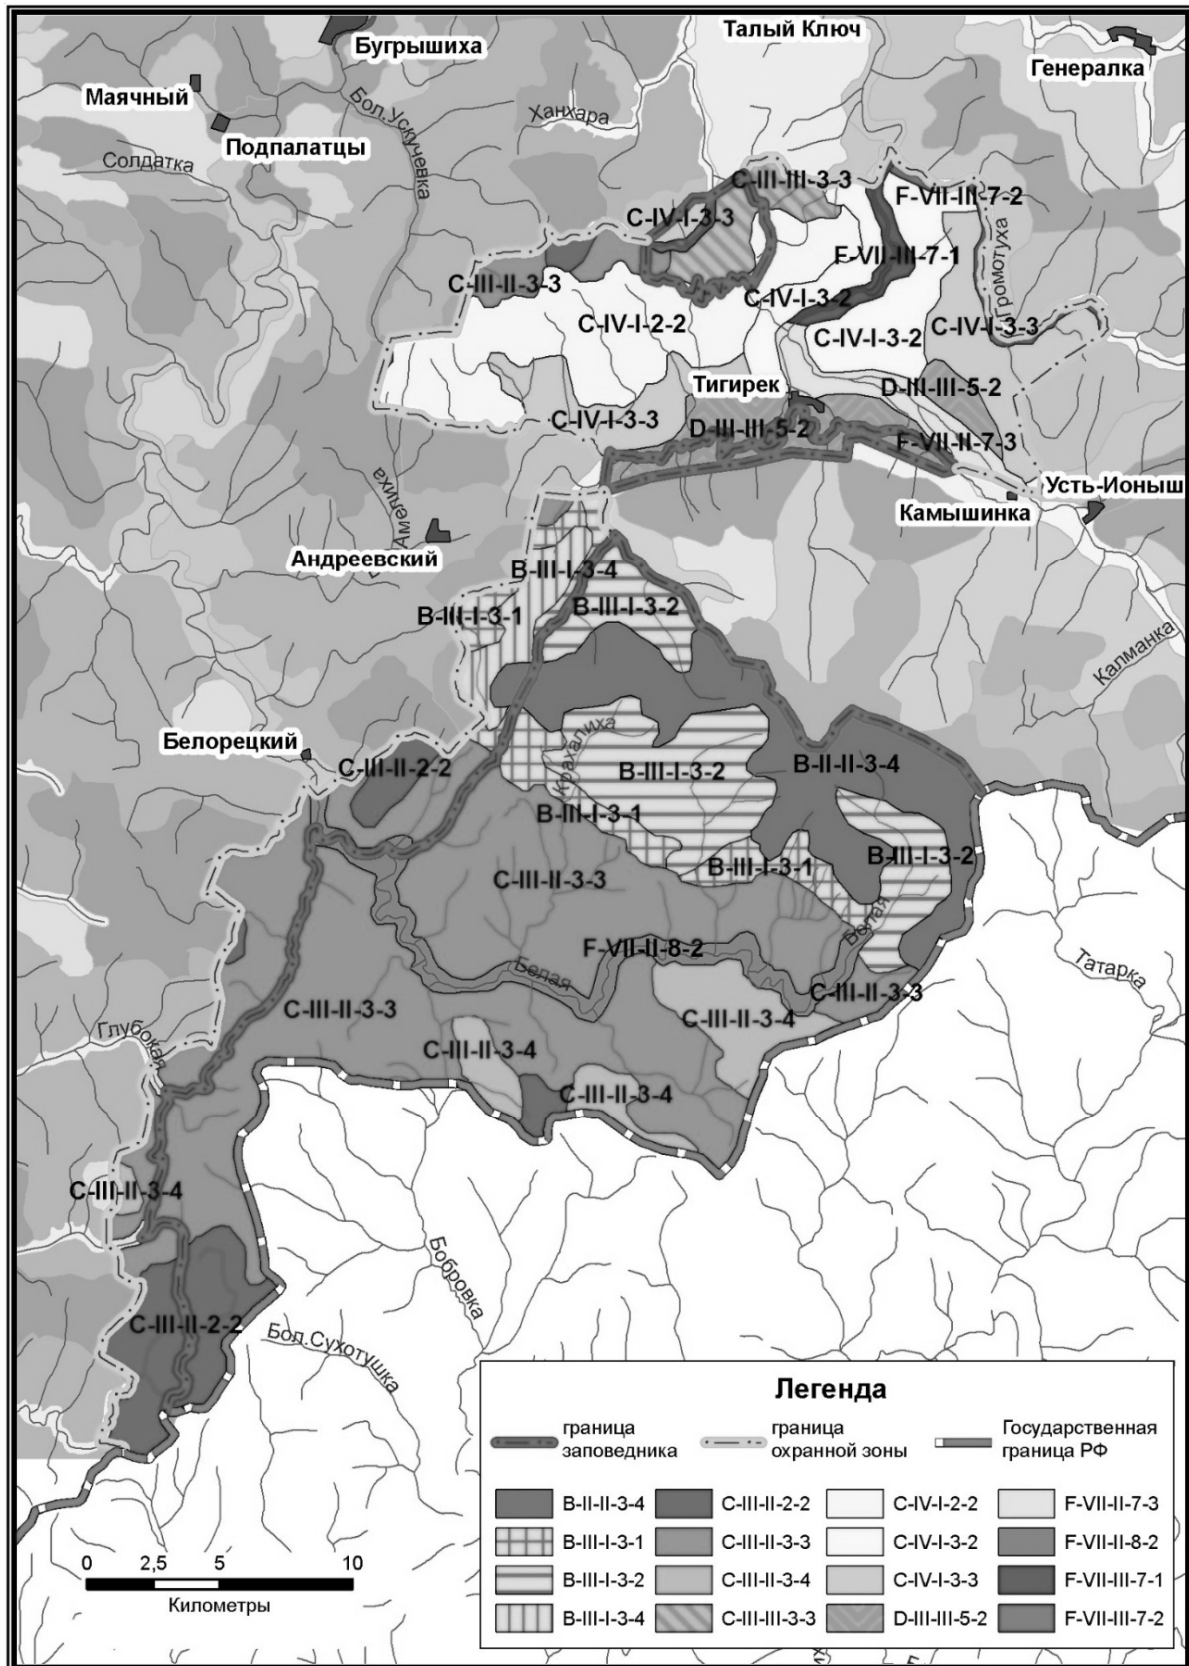 Бугрышиха
Талый Ключ
Генералка
Маячный
Подпалатцы
Солдатка
Бол.Ускучевка
Ханхара
C-III-III-3-3
F-VII-III-7-2
C-IV-I-3-3
F-VII-III-7-1
Громотуха
C-III-II-3-3
C-IV-I-3-2
C-IV-I-2-2
C-IV-I-3-2
C-IV-I-3-3
Тигирек
D-III-III-5-2
C-IV-I-3-3
D-III-III-5-2
F-VII-II-7-3
Усть-Ионыш
Камышинка
Амелиха
Андреевский
B-III-I-3-4
B-III-I-3-2
B-III-I-3-1
Калманка
Белорецкий
C-III-II-2-2
Крахалиха
B-III-I-3-2
B-II-II-3-4
B-III-I-3-1
B-III-I-3-1
B-III-I-3-2
C-III-II-3-3
Белая
F-VII-II-8-2
Белая
Татарка
C-III-II-3-3
C-III-II-3-3
C-III-II-3-4
Глубокая
C-III-II-3-4
C-III-II-3-4
C-III-II-3-4
Бобровка
C-III-II-2-2
Бол.Сухотушка
Легенда
граница
заповедника
граница
охранной зоны
Государственная
граница РФ
B-II-II-3-4
C-III-II-2-2
C-IV-I-2-2
F-VII-II-7-3
B-III-I-3-1
C-III-II-3-3
C-IV-I-3-2
F-VII-II-8-2
B-III-I-3-2
C-III-II-3-4
C-IV-I-3-3
F-VII-III-7-1
B-III-I-3-4
C-III-III-3-3
D-III-III-5-2
F-VII-III-7-2
0 2,5 5 10
Километры